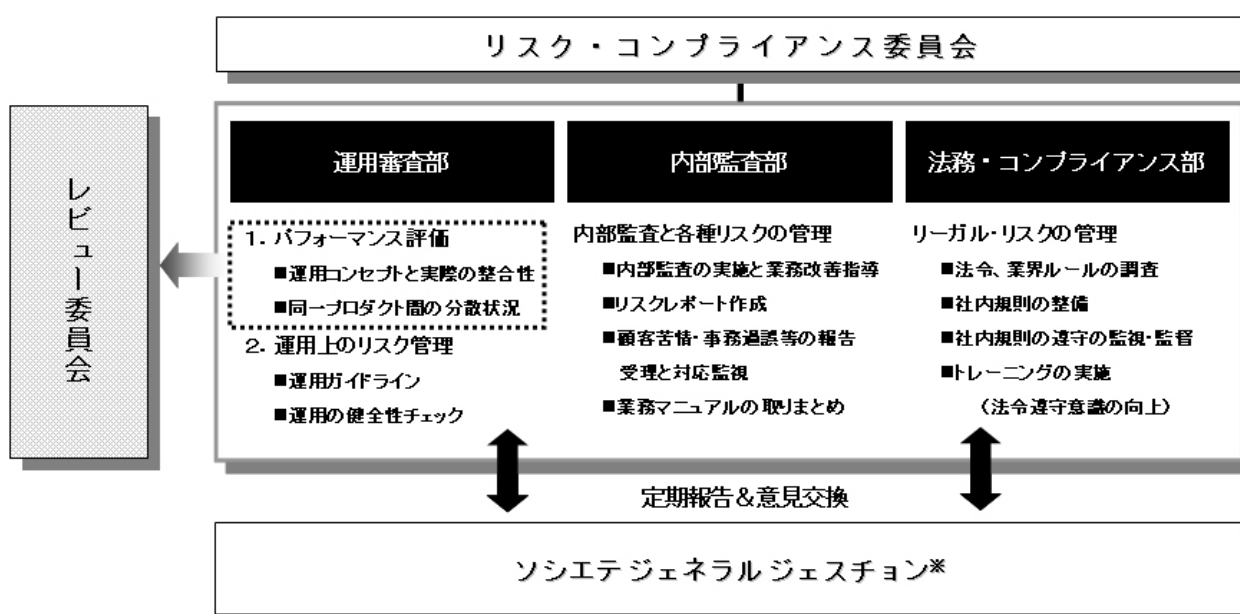 リスク・コンプライアンス委員会
レビュー委員会
運用審査部
1. パフォーマンス評価
■運用コンセプトと実際の整合性
■同一プロダクト間の分散状況
2. 運用上のリスク管理
■運用ガイドライン
■運用の健全性チェック
内部監査部
内部監査と各種リスクの管理
■内部監査の実施と業務改善指導
■リスクレポート作成
■顧客苦情・事務過誤等の報告
受理と対応監視
■業務マニュアルの取りまとめ
法務・コンプライアンス部
リーガル・リスクの管理
■法令、業界ルールの調査
■社内規則の整備
■社内規則の遵守の監視・監督
■トレーニングの実施
（法令遵守意識の向上）
定期報告＆意見交換
ソシエテ ジェネラル ジェスチョン※